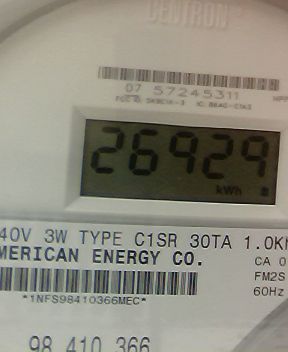 CENTRON
07 57245311
26929
kWh
40V 3W TYPE C1SR 30TA 1.0K
MERICAN ENERGY CO.
CA 0
FM2S
60Hz
*1NFS98410366MEC*
98 410 366